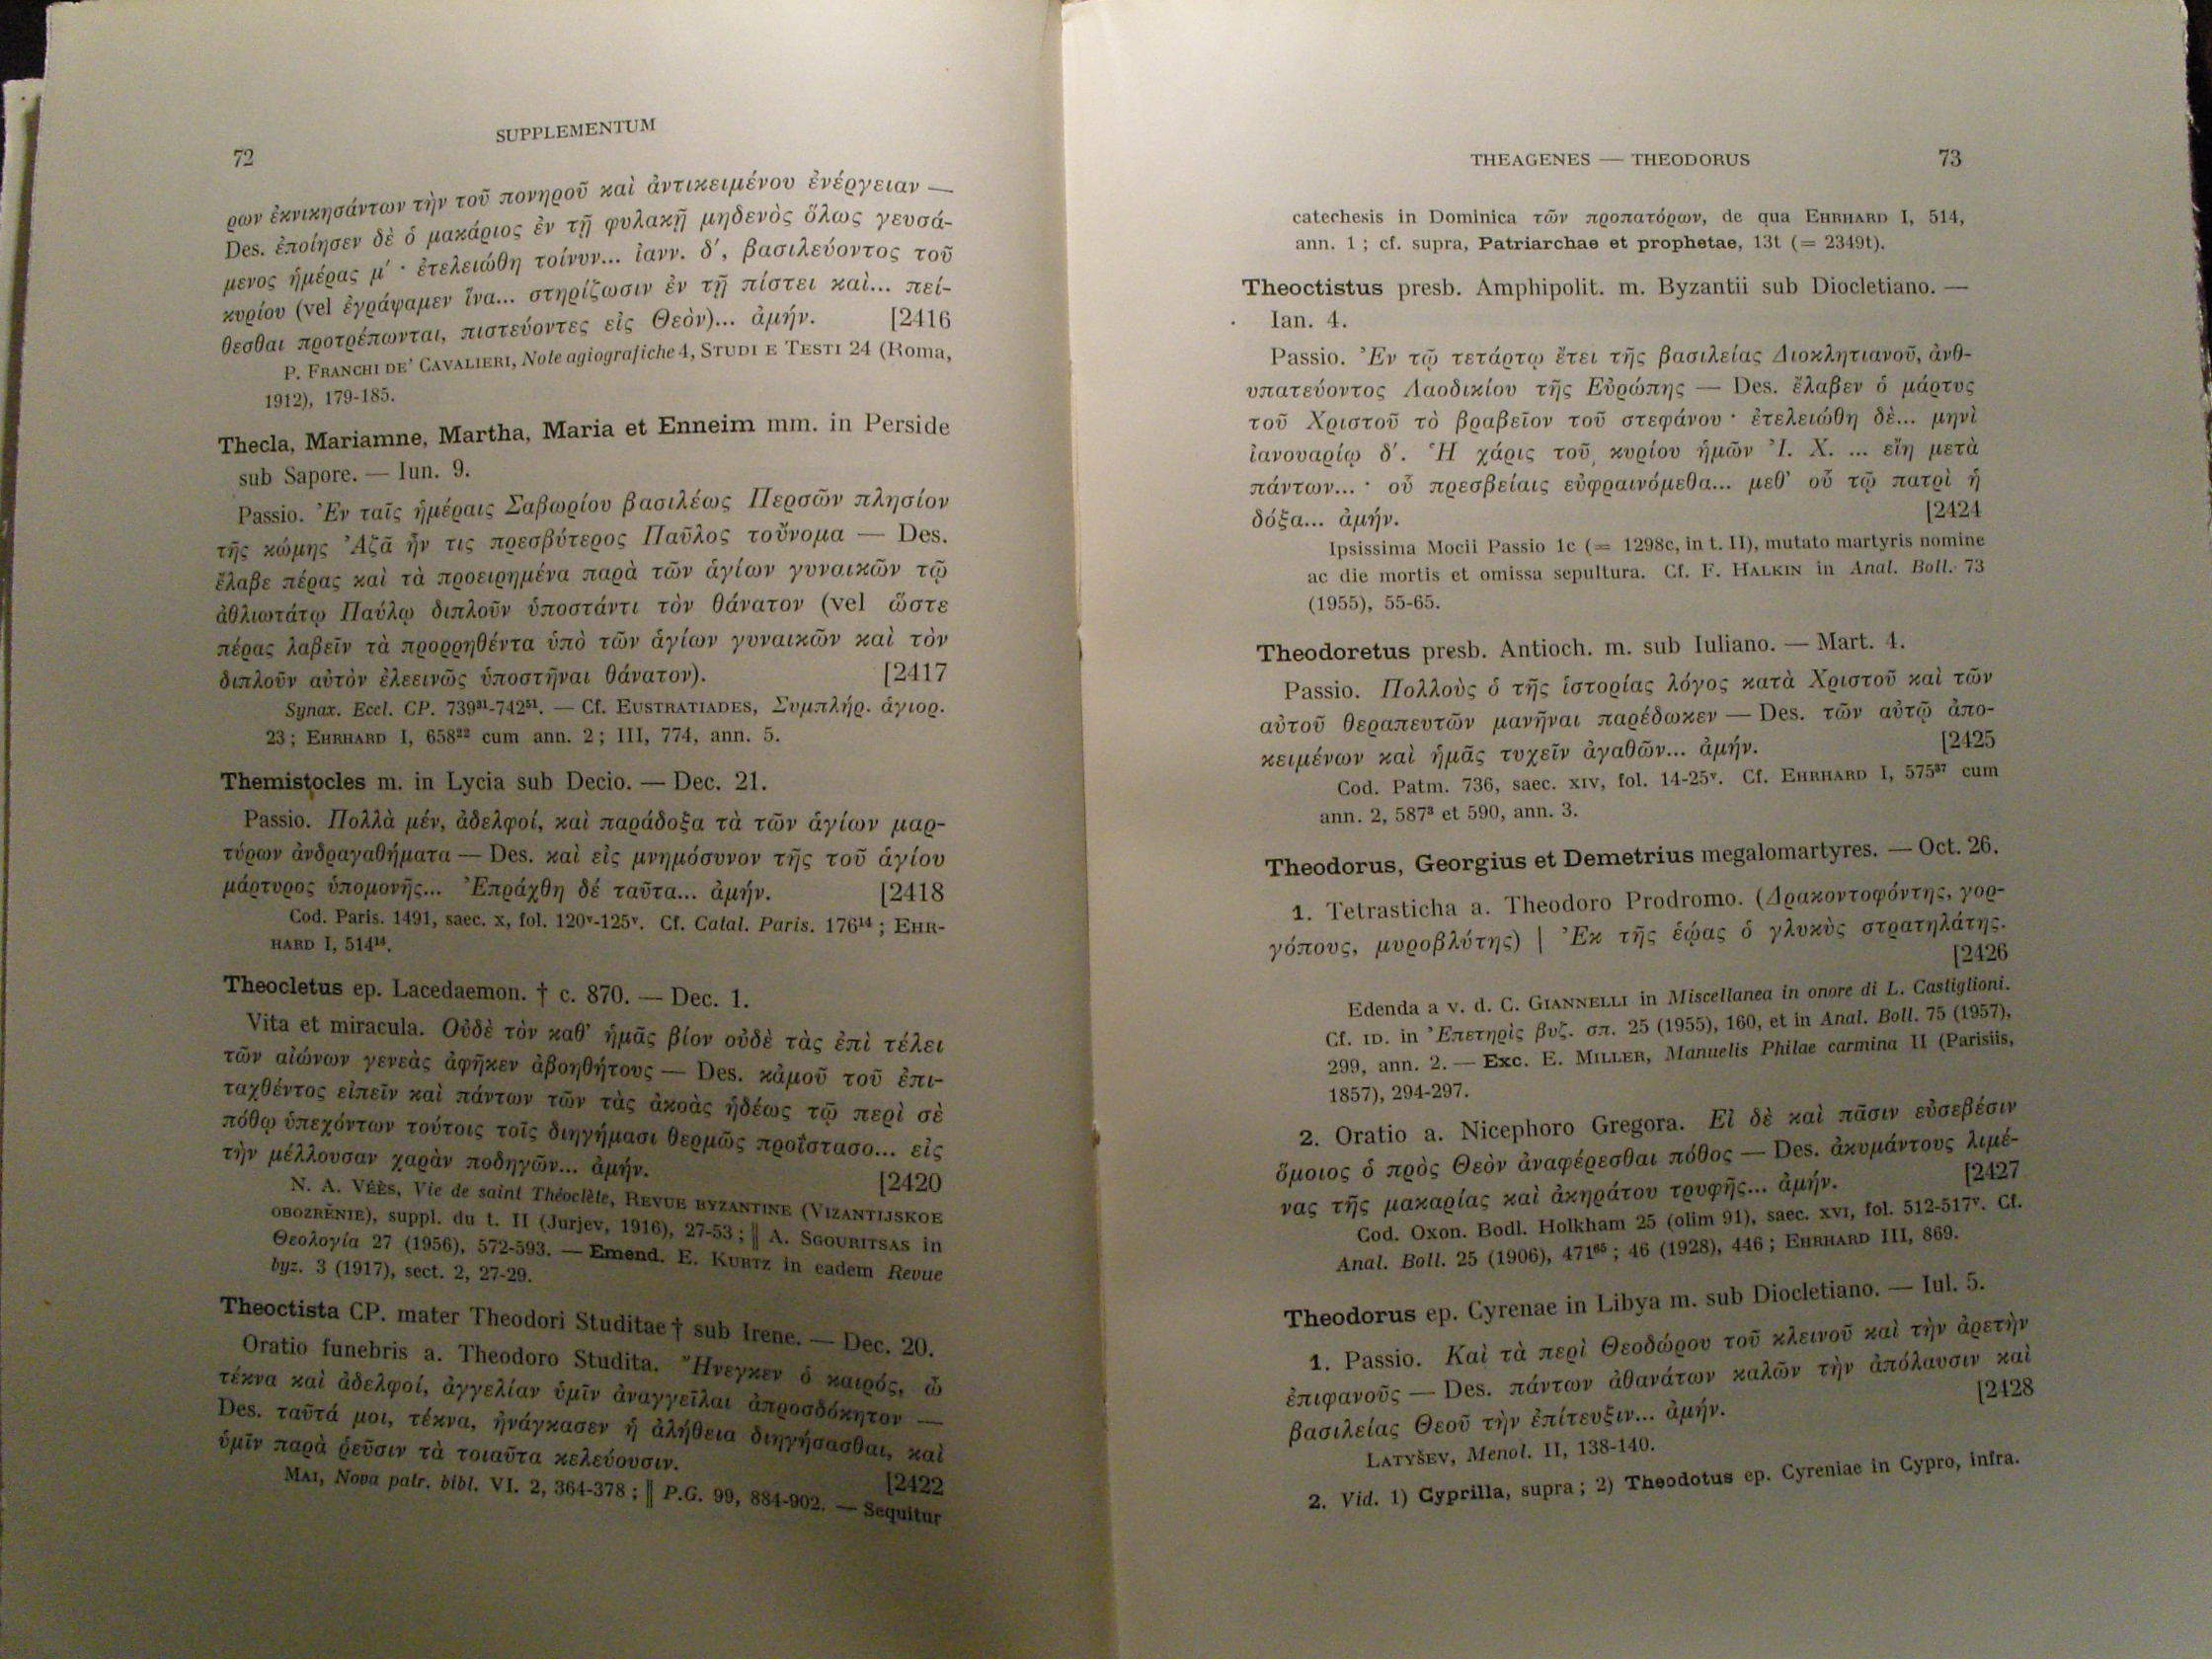 SUPPLEMENTUM
72
ρων ἐκνικησάντων τὴν τοῦ πονηροῦ καὶ ἀντικειμένου ἐνέργειαν —
Des. ἐποίησεν δὲ ὁ μακάριος ἐν τῇ φυλακῇ μηδενὸς ὅλως γευσά-
μενος ἡμέρας μʹ · ἐτελειώθη τοίνυν... ἰανν. δʹ, βασιλεύοντος τοῦ
κυρίου (vel ἐγράψαμεν ἵνα... στηρίζωσιν ἐν τῇ πίστει καὶ... πεί-
θεσθαι προτρέπωνται, πιστεύοντες εἰς Θεὸν)... ἀμήν. [2416
P. FRANCHI DE' CAVALIERI, Note agiografiche 4, STUDI E TESTI 24 (Roma,
1912), 179-185.
Thecla, Mariamne, Martha, Maria et Enneim mm. in Perside
sub Sapore. — Iun. 9.
Passio. Ἐν ταῖς ἡμέραις Σαβωρίου βασιλέως Περσῶν πλησίον
τῆς κώμης Ἀζᾶ ἦν τις πρεσβύτερος Παῦλος τοὔνομα — Des.
ἔλαβε πέρας καὶ τὰ προειρημένα παρὰ τῶν ἁγίων γυναικῶν τῷ
ἀθλιωτάτῳ Παύλῳ διπλοῦν ὑποστάντι τὸν θάνατον (vel ὥστε
πέρας λαβεῖν τὰ προρρηθέντα ὑπὸ τῶν ἁγίων γυναικῶν καὶ τὸν
διπλοῦν αὐτὸν ἐλεεινῶς ὑποστῆναι θάνατον). [2417
Synax. Eccl. CP. 739³¹-742⁵¹. — Cf. EUSTRATIADES, Συμπλήρ. ἁγιορ.
23 ; EHRHARD I, 658²² cum ann. 2 ; III, 774, ann. 5.
Themistocles m. in Lycia sub Decio. — Dec. 21.
Passio. Πολλὰ μέν, ἀδελφοί, καὶ παράδοξα τὰ τῶν ἁγίων μαρ-
τύρων ἀνδραγαθήματα — Des. καὶ εἰς μνημόσυνον τῆς τοῦ ἁγίου
μάρτυρος ὑπομονῆς... Ἐπράχθη δέ ταῦτα... ἀμήν. [2418
Cod. Paris. 1491, saec. X, fol. 120ᵛ-125ᵛ. Cf. Catal. Paris. 176¹⁴ ; EHR-
HARD I, 514¹⁴.
Theocletus ep. Lacedaemon. † c. 870. — Dec. 1.
Vita et miracula. Οὐδὲ τὸν καθ' ἡμᾶς βίον οὐδὲ τὰς ἐπὶ τέλει
τῶν αἰώνων γενεὰς ἀφῆκεν ἀβοηθήτους — Des. κἀμοῦ τοῦ ἐπι-
ταχθέντος εἰπεῖν καὶ πάντων τῶν τὰς ἀκοὰς ἡδέως τῷ περὶ σὲ
πόθῳ ὑπεχόντων τούτοις τοῖς διηγήμασι θερμῶς προΐστασο... εἰς
τὴν μέλλουσαν χαρὰν ποδηγῶν... ἀμήν. [2420
N. A. VÉÈS, Vie de saint Théoclète, REVUE BYZANTINE (VIZANTIJSKOE
OBOZRĚNIE), suppl. du t. II (Jurjev, 1916), 27-53 ; || A. SGOURITSAS in
Θεολογία 27 (1956), 572-593. — Emend. E. KURTZ in eadem Revue
byz. 3 (1917), sect. 2, 27-29.
Theoctista CP. mater Theodori Studitae † sub Irene. — Dec. 20.
Oratio funebris a. Theodoro Studita. Ἤνεγκεν ὁ καιρός, ὦ
τέκνα καὶ ἀδελφοί, ἀγγελίαν ὑμῖν ἀναγγεῖλαι ἀπροσδόκητον —
Des. ταῦτά μοι, τέκνα, ἠνάγκασεν ἡ ἀλήθεια διηγήσασθαι, καὶ
ὑμῖν παρὰ ῥεῦσιν τὰ τοιαῦτα κελεύουσιν. [2422
MAI, Nova patr. bibl. VI. 2, 364-378 ; || P.G. 99, 884-902. — Sequitur
THEAGENES — THEODORUS 73
catechesis in Dominica τῶν προπατόρων, de qua EHRHARD I, 514,
ann. 1 ; cf. supra, Patriarchae et prophetae, 13t (= 2349t).
Theoctistus presb. Amphipolit. m. Byzantii sub Diocletiano. —
Ian. 4.
Passio. Ἐν τῷ τετάρτῳ ἔτει τῆς βασιλείας Διοκλητιανοῦ, ἀνθ-
υπατεύοντος Λαοδικίου τῆς Εὐρώπης — Des. ἔλαβεν ὁ μάρτυς
τοῦ Χριστοῦ τὸ βραβεῖον τοῦ στεφάνου · ἐτελειώθη δὲ... μηνὶ
ἰανουαρίῳ δʹ. Ἡ χάρις τοῦ κυρίου ἡμῶν Ἰ. Χ. ... εἴη μετὰ
πάντων... · οὗ πρεσβείαις εὐφραινόμεθα... μεθ' οὗ τῷ πατρὶ ἡ
δόξα... ἀμήν. [2424
Ipsissima Mocii Passio 1c (= 1298c, in t. II), mutato martyris nomine
ac die mortis et omissa sepultura. Cf. F. HALKIN in Anal. Boll. 73
(1955), 55-65.
Theodoretus presb. Antioch. m. sub Iuliano. — Mart. 4.
Passio. Πολλοὺς ὁ τῆς ἱστορίας λόγος κατὰ Χριστοῦ καὶ τῶν
αὐτοῦ θεραπευτῶν μανῆναι παρέδωκεν — Des. τῶν αὐτῷ ἀπο-
κειμένων καὶ ἡμᾶς τυχεῖν ἀγαθῶν... ἀμήν. [2425
Cod. Patm. 736, saec. XIV, fol. 14-25ᵛ. Cf. EHRHARD I, 575³⁷ cum
ann. 2, 587³ et 590, ann. 3.
Theodorus, Georgius et Demetrius megalomartyres. — Oct. 26.
1. Tetrasticha a. Theodoro Prodromo. (Δρακοντοφόντης, γορ-
γόπους, μυροβλύτης) | Ἐκ τῆς ἑῴας ὁ γλυκὺς στρατηλάτης.
[2426
Edenda a v. d. C. GIANNELLI in Miscellanea in onore di L. Castiglioni.
Cf. ID. in Ἐπετηρὶς βυζ. σπ. 25 (1955), 160, et in Anal. Boll. 75 (1957),
299, ann. 2. — Exc. E. MILLER, Manuelis Philae carmina II (Parisiis,
1857), 294-297.
2. Oratio a. Nicephoro Gregora. Εἰ δὲ καὶ πᾶσιν εὐσεβέσιν
ὅμοιος ὁ πρὸς Θεὸν ἀναφέρεσθαι πόθος — Des. ἀκυμάντους λιμέ-
νας τῆς μακαρίας καὶ ἀκηράτου τρυφῆς... ἀμήν. [2427
Cod. Oxon. Bodl. Holkham 25 (olim 91), saec. XVI, fol. 512-517ᵛ. Cf.
Anal. Boll. 25 (1906), 471⁶⁵ ; 46 (1928), 446 ; EHRHARD III, 869.
Theodorus ep. Cyrenae in Libya m. sub Diocletiano. — Iul. 5.
1. Passio. Καὶ τὰ περὶ Θεοδώρου τοῦ κλεινοῦ καὶ τὴν ἀρετὴν
ἐπιφανοῦς — Des. πάντων ἀθανάτων καλῶν τὴν ἀπόλαυσιν καὶ
βασιλείας Θεοῦ τὴν ἐπίτευξιν... ἀμήν. [2428
LATYŠEV, Menol. II, 138-140.
2. Vid. 1) Cyprilla, supra ; 2) Theodotus ep. Cyreniae in Cypro, infra.